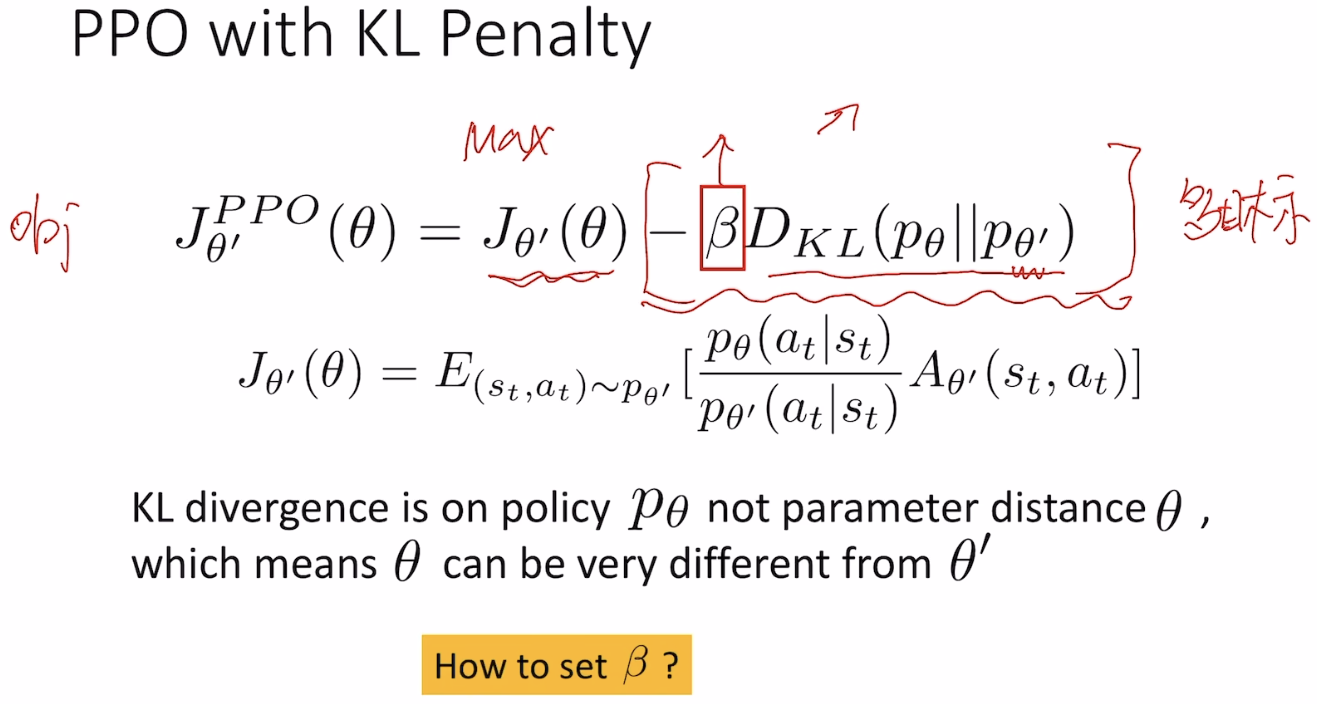 PPO with KL Penalty
Max
obj
$J_{\theta'}^{PPO}(\theta) = J_{\theta'}(\theta) - \beta D_{KL}(p_\theta || p_{\theta'})$
$J_{\theta'}(\theta) = E_{(s_t, a_t) \sim p_{\theta'}} [\frac{p_\theta(a_t|s_t)}{p_{\theta'}(a_t|s_t)} A_{\theta'}(s_t, a_t)]$
KL divergence is on policy $p_\theta$ not parameter distance $\theta$ ,
which means $\theta$ can be very different from $\theta'$
How to set $\beta$ ?